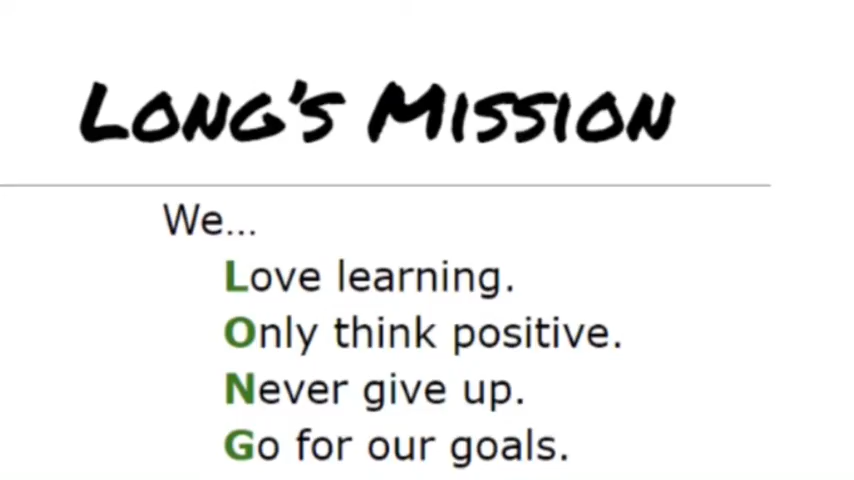 Long's Mission
We...
Love learning.
Only think positive.
Never give up.
Go for our goals.